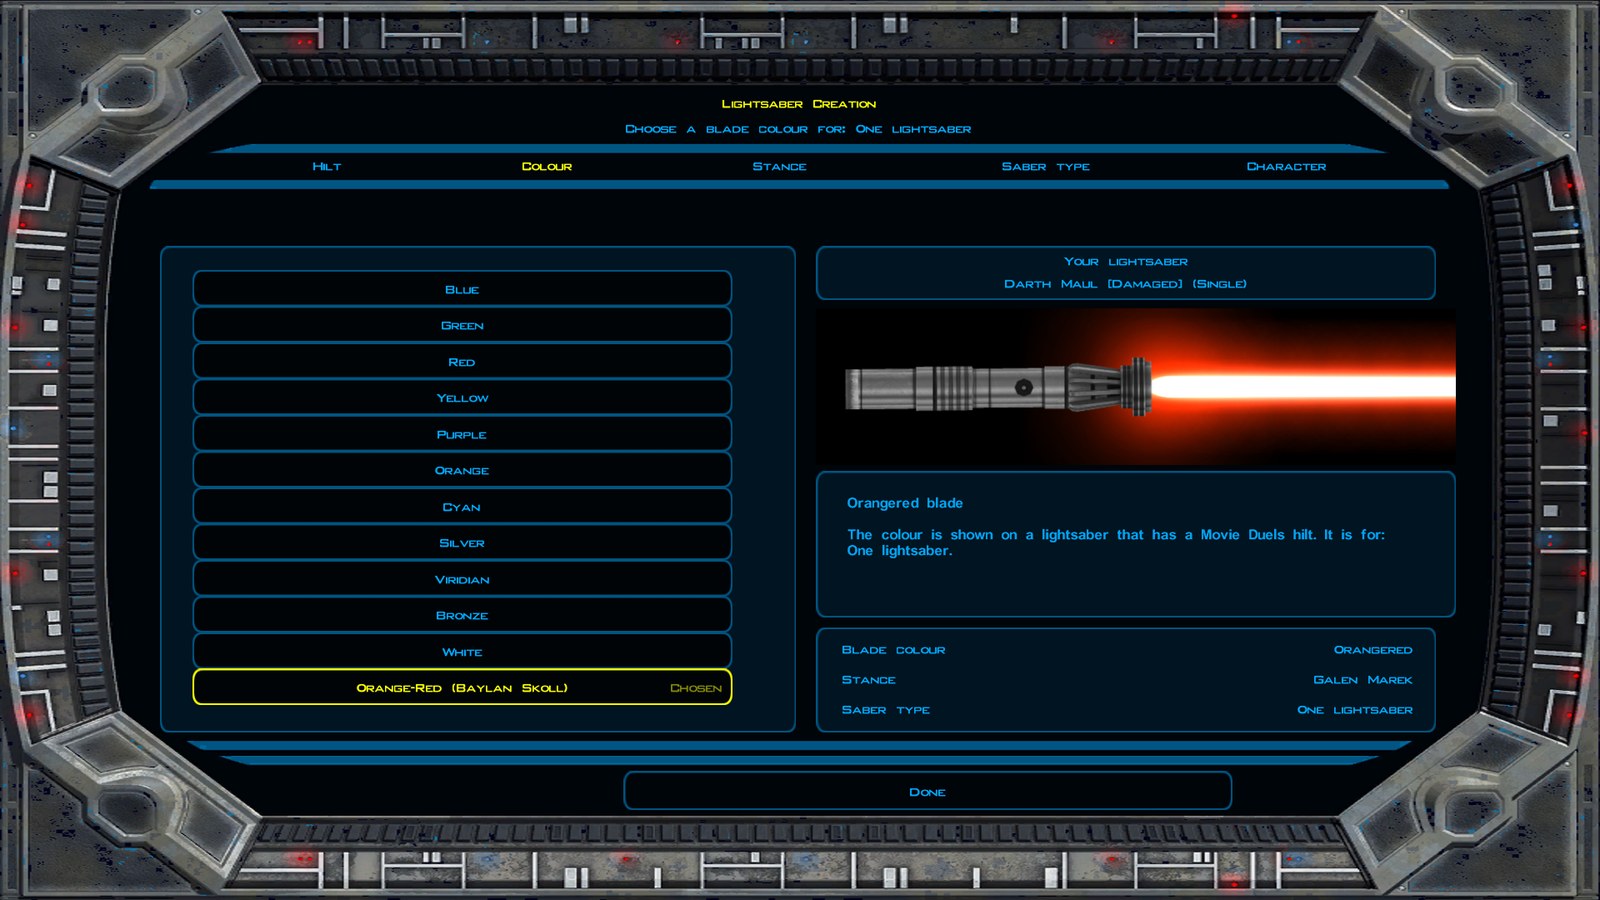 Lightsaber Creation
Choose a blade colour for: One lightsaber
Hilt Colour Stance Saber type Character
Blue
Green
Red
Yellow
Purple
Orange
Cyan
Silver
Viridian
Bronze
White
Orange-Red (Baylan Skoll) Chosen
Your lightsaber
Darth Maul [Damaged] (Single)
Orangered blade
The colour is shown on a lightsaber that has a Movie Duels hilt. It is for:
One lightsaber.
Blade colour Orangered
Stance Galen Marek
Saber type One lightsaber
Done